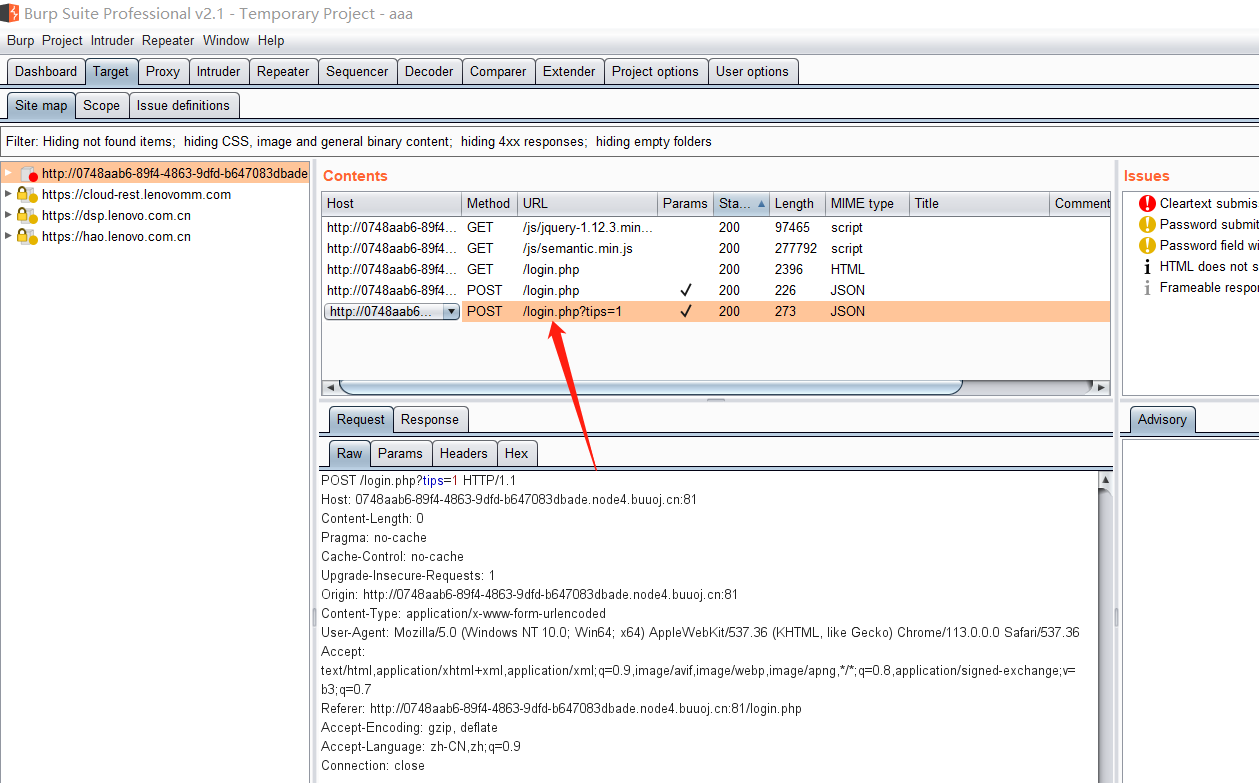 Burp Suite Professional v2.1 - Temporary Project - aaa
Burp Project Intruder Repeater Window Help
Dashboard Target Proxy Intruder Repeater Sequencer Decoder Comparer Extender Project options User options
Site map Scope Issue definitions
Filter: Hiding not found items; hiding CSS, image and general binary content; hiding 4xx responses; hiding empty folders
http://0748aab6-89f4-4863-9dfd-b647083dbade
https://cloud-rest.lenovomm.com
https://dsp.lenovo.com.cn
https://hao.lenovo.com.cn
Contents
Host Method URL Params Sta... Length MIME type Title Comment
http://0748aab6-89f4... GET /js/jquery-1.12.3.min... 200 97465 script
http://0748aab6-89f4... GET /js/semantic.min.js 200 277792 script
http://0748aab6-89f4... GET /login.php 200 2396 HTML
http://0748aab6-89f4... POST /login.php ✓ 200 226 JSON
http://0748aab6... POST /login.php?tips=1 ✓ 200 273 JSON
Issues
Cleartext submis
Password submit
Password field wi
HTML does not s
Frameable respor
Request Response
Raw Params Headers Hex
POST /login.php?tips=1 HTTP/1.1
Host: 0748aab6-89f4-4863-9dfd-b647083dbade.node4.buuoj.cn:81
Content-Length: 0
Pragma: no-cache
Cache-Control: no-cache
Upgrade-Insecure-Requests: 1
Origin: http://0748aab6-89f4-4863-9dfd-b647083dbade.node4.buuoj.cn:81
Content-Type: application/x-www-form-urlencoded
User-Agent: Mozilla/5.0 (Windows NT 10.0; Win64; x64) AppleWebKit/537.36 (KHTML, like Gecko) Chrome/113.0.0.0 Safari/537.36
Accept:
text/html,application/xhtml+xml,application/xml;q=0.9,image/avif,image/webp,image/apng,*/*;q=0.8,application/signed-exchange;v=
b3;q=0.7
Referer: http://0748aab6-89f4-4863-9dfd-b647083dbade.node4.buuoj.cn:81/login.php
Accept-Encoding: gzip, deflate
Accept-Language: zh-CN,zh;q=0.9
Connection: close
Advisory